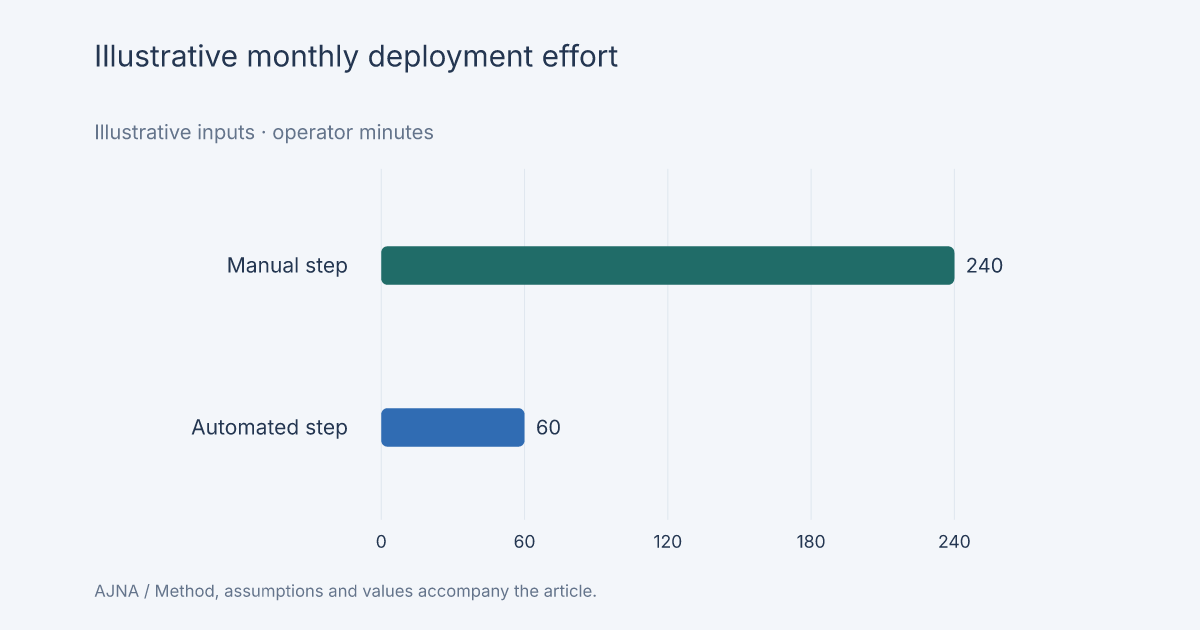 Illustrative monthly deployment effort
Illustrative inputs · operator minutes
Manual step
240
Automated step
60
0 60 120 180 240
AJNA / Method, assumptions and values accompany the article.